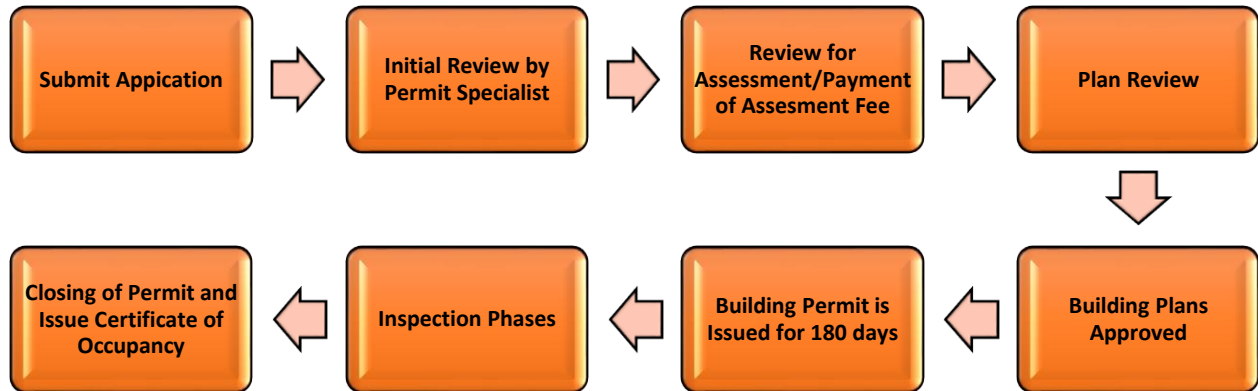 Submit Appication
Initial Review by
Permit Specialist
Review for
Assessment/Payment
of Assesment Fee
Plan Review
Building Plans
Approved
Building Permit is
Issued for 180 days
Inspection Phases
Closing of Permit and
Issue Certificate of
Occupancy